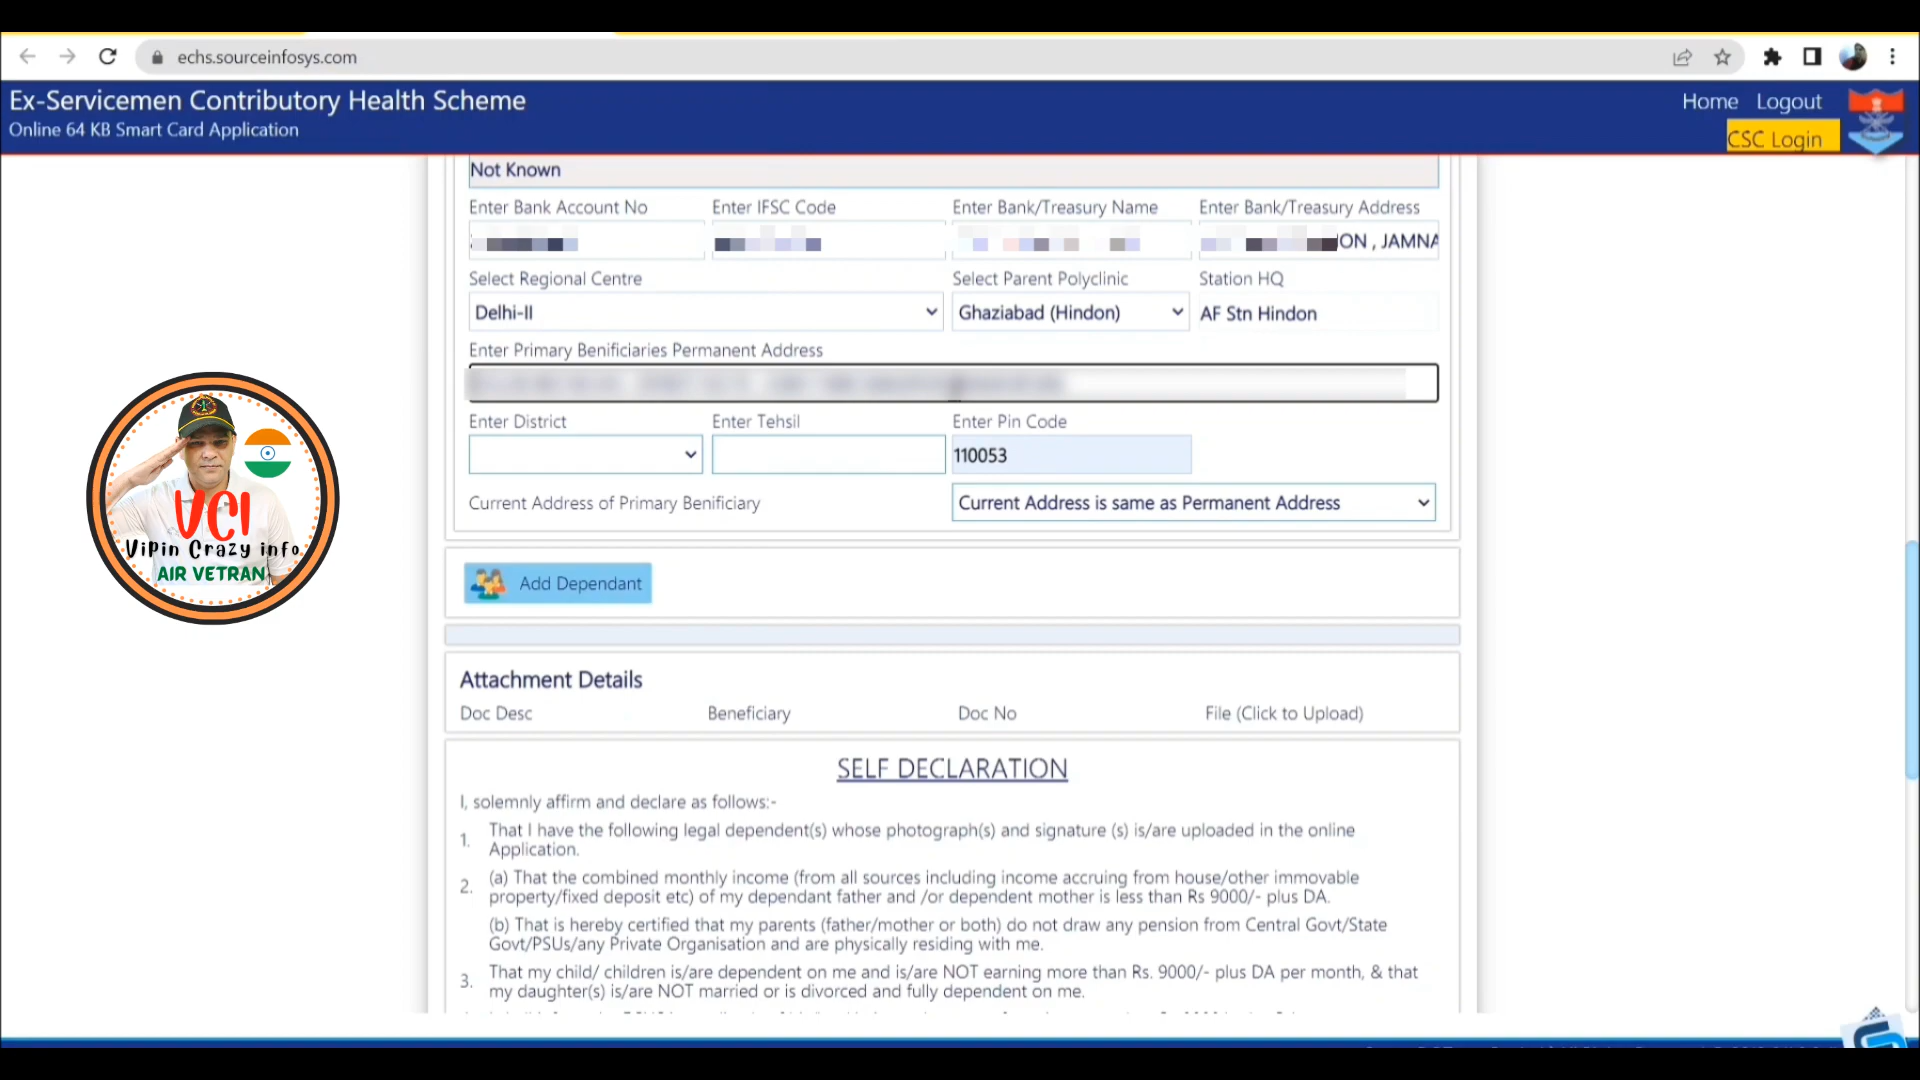 echs.sourceinfosys.com
Ex-Servicemen Contributory Health Scheme
Online 64 KB Smart Card Application
Home Logout
CSC Login
Not Known
Enter Bank Account No Enter IFSC Code Enter Bank/Treasury Name Enter Bank/Treasury Address
ON , JAMNA
Select Regional Centre Select Parent Polyclinic Station HQ
Delhi-II Ghaziabad (Hindon) AF Stn Hindon
Enter Primary Benificiaries Permanent Address
Enter District Enter Tehsil Enter Pin Code
110053
Current Address of Primary Benificiary Current Address is same as Permanent Address
VCI
ViPin Crazy info
AIR VETRAN
Add Dependant
Attachment Details
Doc Desc Beneficiary Doc No File (Click to Upload)
SELF DECLARATION
I, solemnly affirm and declare as follows:-
1. That I have the following legal dependent(s) whose photograph(s) and signature (s) is/are uploaded in the online
Application.
2. (a) That the combined monthly income (from all sources including income accruing from house/other immovable
property/fixed deposit etc) of my dependant father and /or dependent mother is less than Rs 9000/- plus DA.
(b) That is hereby certified that my parents (father/mother or both) do not draw any pension from Central Govt/State
Govt/PSUs/any Private Organisation and are physically residing with me.
3. That my child/ children is/are dependent on me and is/are NOT earning more than Rs. 9000/- plus DA per month, & that
my daughter(s) is/are NOT married or is divorced and fully dependent on me.